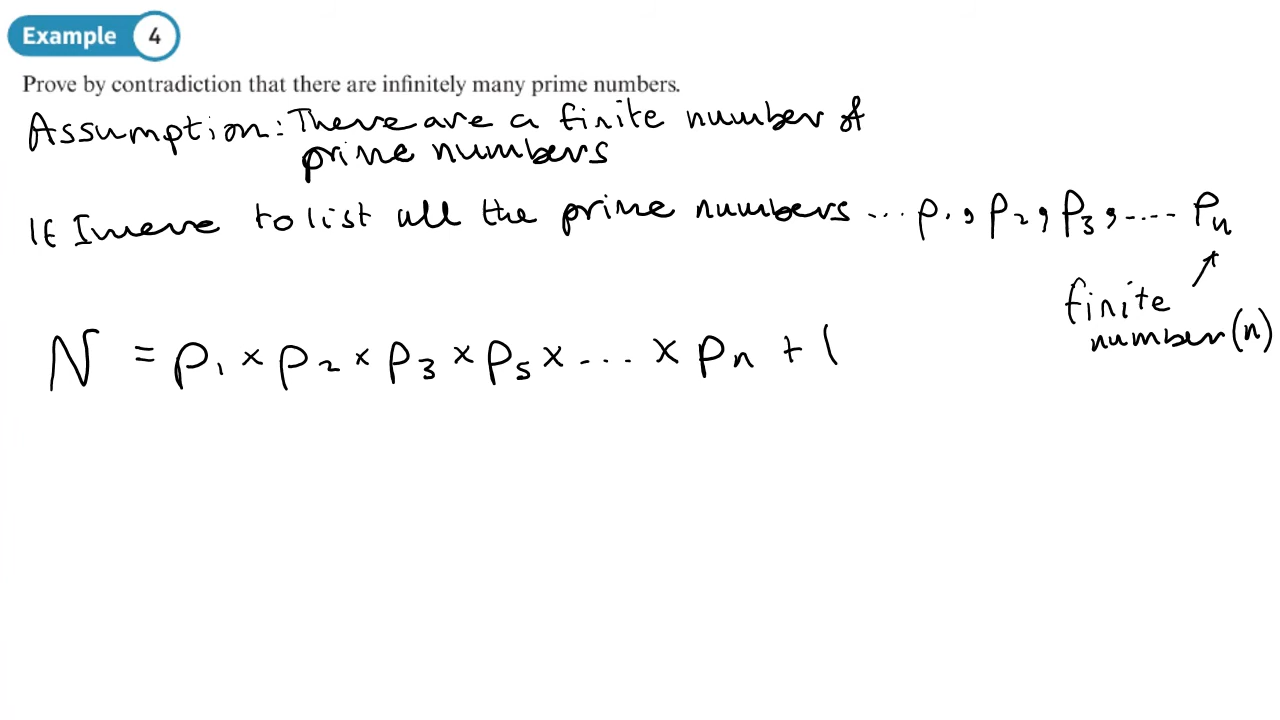 Example 4
Prove by contradiction that there are infinitely many prime numbers.
Assumption: There are a finite number of
prime numbers
If I were to list all the prime numbers ... p₁, p₂, p₃, ..... pₙ
finite
number (n)
N = p₁ × p₂ × p₃ × p₅ × ... × pₙ + 1